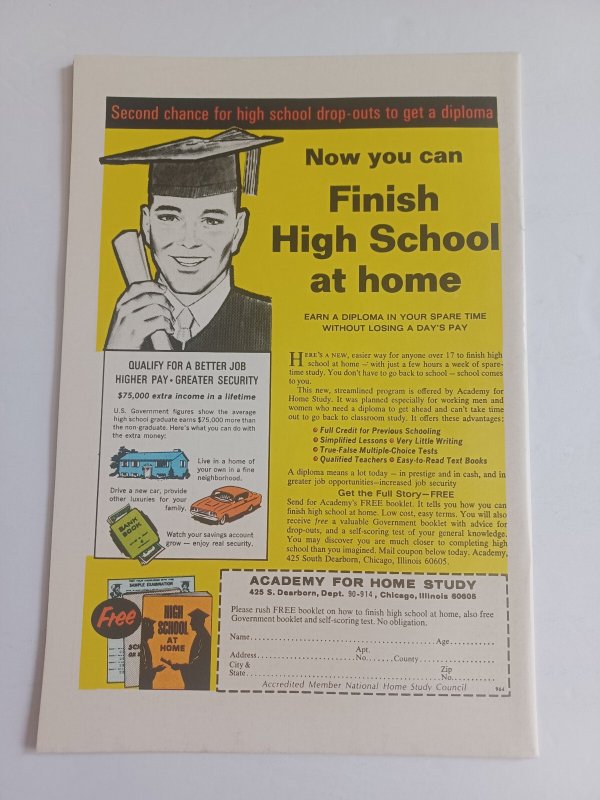 Second chance for high school drop-outs to get a diploma
Now you can
Finish
High School
at home
EARN A DIPLOMA IN YOUR SPARE TIME
WITHOUT LOSING A DAY'S PAY
QUALIFY FOR A BETTER JOB
HIGHER PAY • GREATER SECURITY
$75,000 extra income in a lifetime
U.S. Government figures show the average
high school graduate earns $75,000 more than
the non-graduate. Here's what you can do with
the extra money:
Live in a home of
your own in a fine
neighborhood.
Drive a new car, provide
other luxuries for your
family.
BANK
BOOK
Watch your savings account
grow — enjoy real security.
HERE'S A NEW, easier way for anyone over 17 to finish high
school at home — with just a few hours a week of spare-
time study. You don't have to go back to school — school comes
to you.
This new, streamlined program is offered by Academy for
Home Study. It was planned especially for working men and
women who need a diploma to get ahead and can't take time
out to go back to classroom study. It offers these advantages:
Full Credit for Previous Schooling
Simplified Lessons Very Little Writing
True-False Multiple-Choice Tests
Qualified Teachers Easy-to-Read Text Books
A diploma means a lot today — in prestige and in cash, and in
greater job opportunities—increased job security
Get the Full Story—FREE
Send for Academy's FREE booklet. It tells you how you can
finish high school at home. Low cost, easy terms. You will also
receive free a valuable Government booklet with advice for
drop-outs, and a self-scoring test of your general knowledge.
You may discover you are much closer to completing high
school than you imagined. Mail coupon below today. Academy,
425 South Dearborn, Chicago, Illinois 60605.
SAMPLE EXAMINATION
Free
HIGH
SCHOOL
AT
HOME
ACADEMY FOR HOME STUDY
425 S. Dearborn, Dept. 90-914, Chicago, Illinois 60605
Please rush FREE booklet on how to finish high school at home, also free
Government booklet and self-scoring test. No obligation.
Name Age
Apt.
Address No. County
City & Zip
State No.
Accredited Member National Home Study Council 964